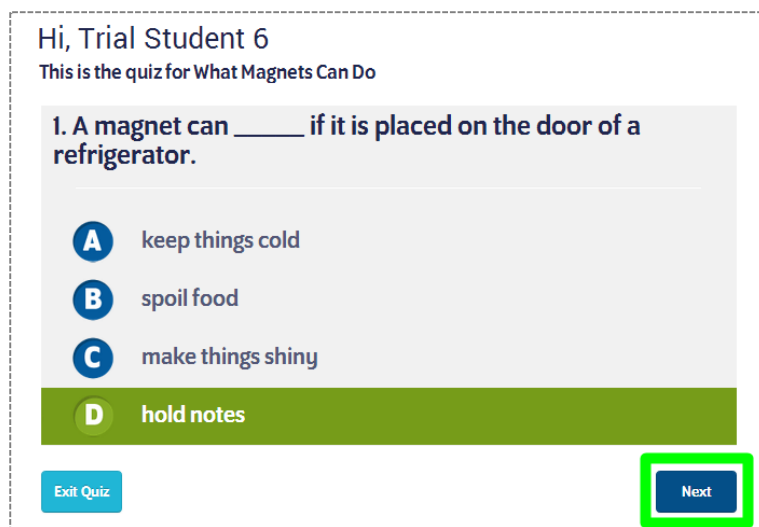 Hi, Trial Student 6
This is the quiz for What Magnets Can Do
1. A magnet can ______ if it is placed on the door of a
refrigerator.
A keep things cold
B spoil food
C make things shiny
D hold notes
Exit Quiz Next